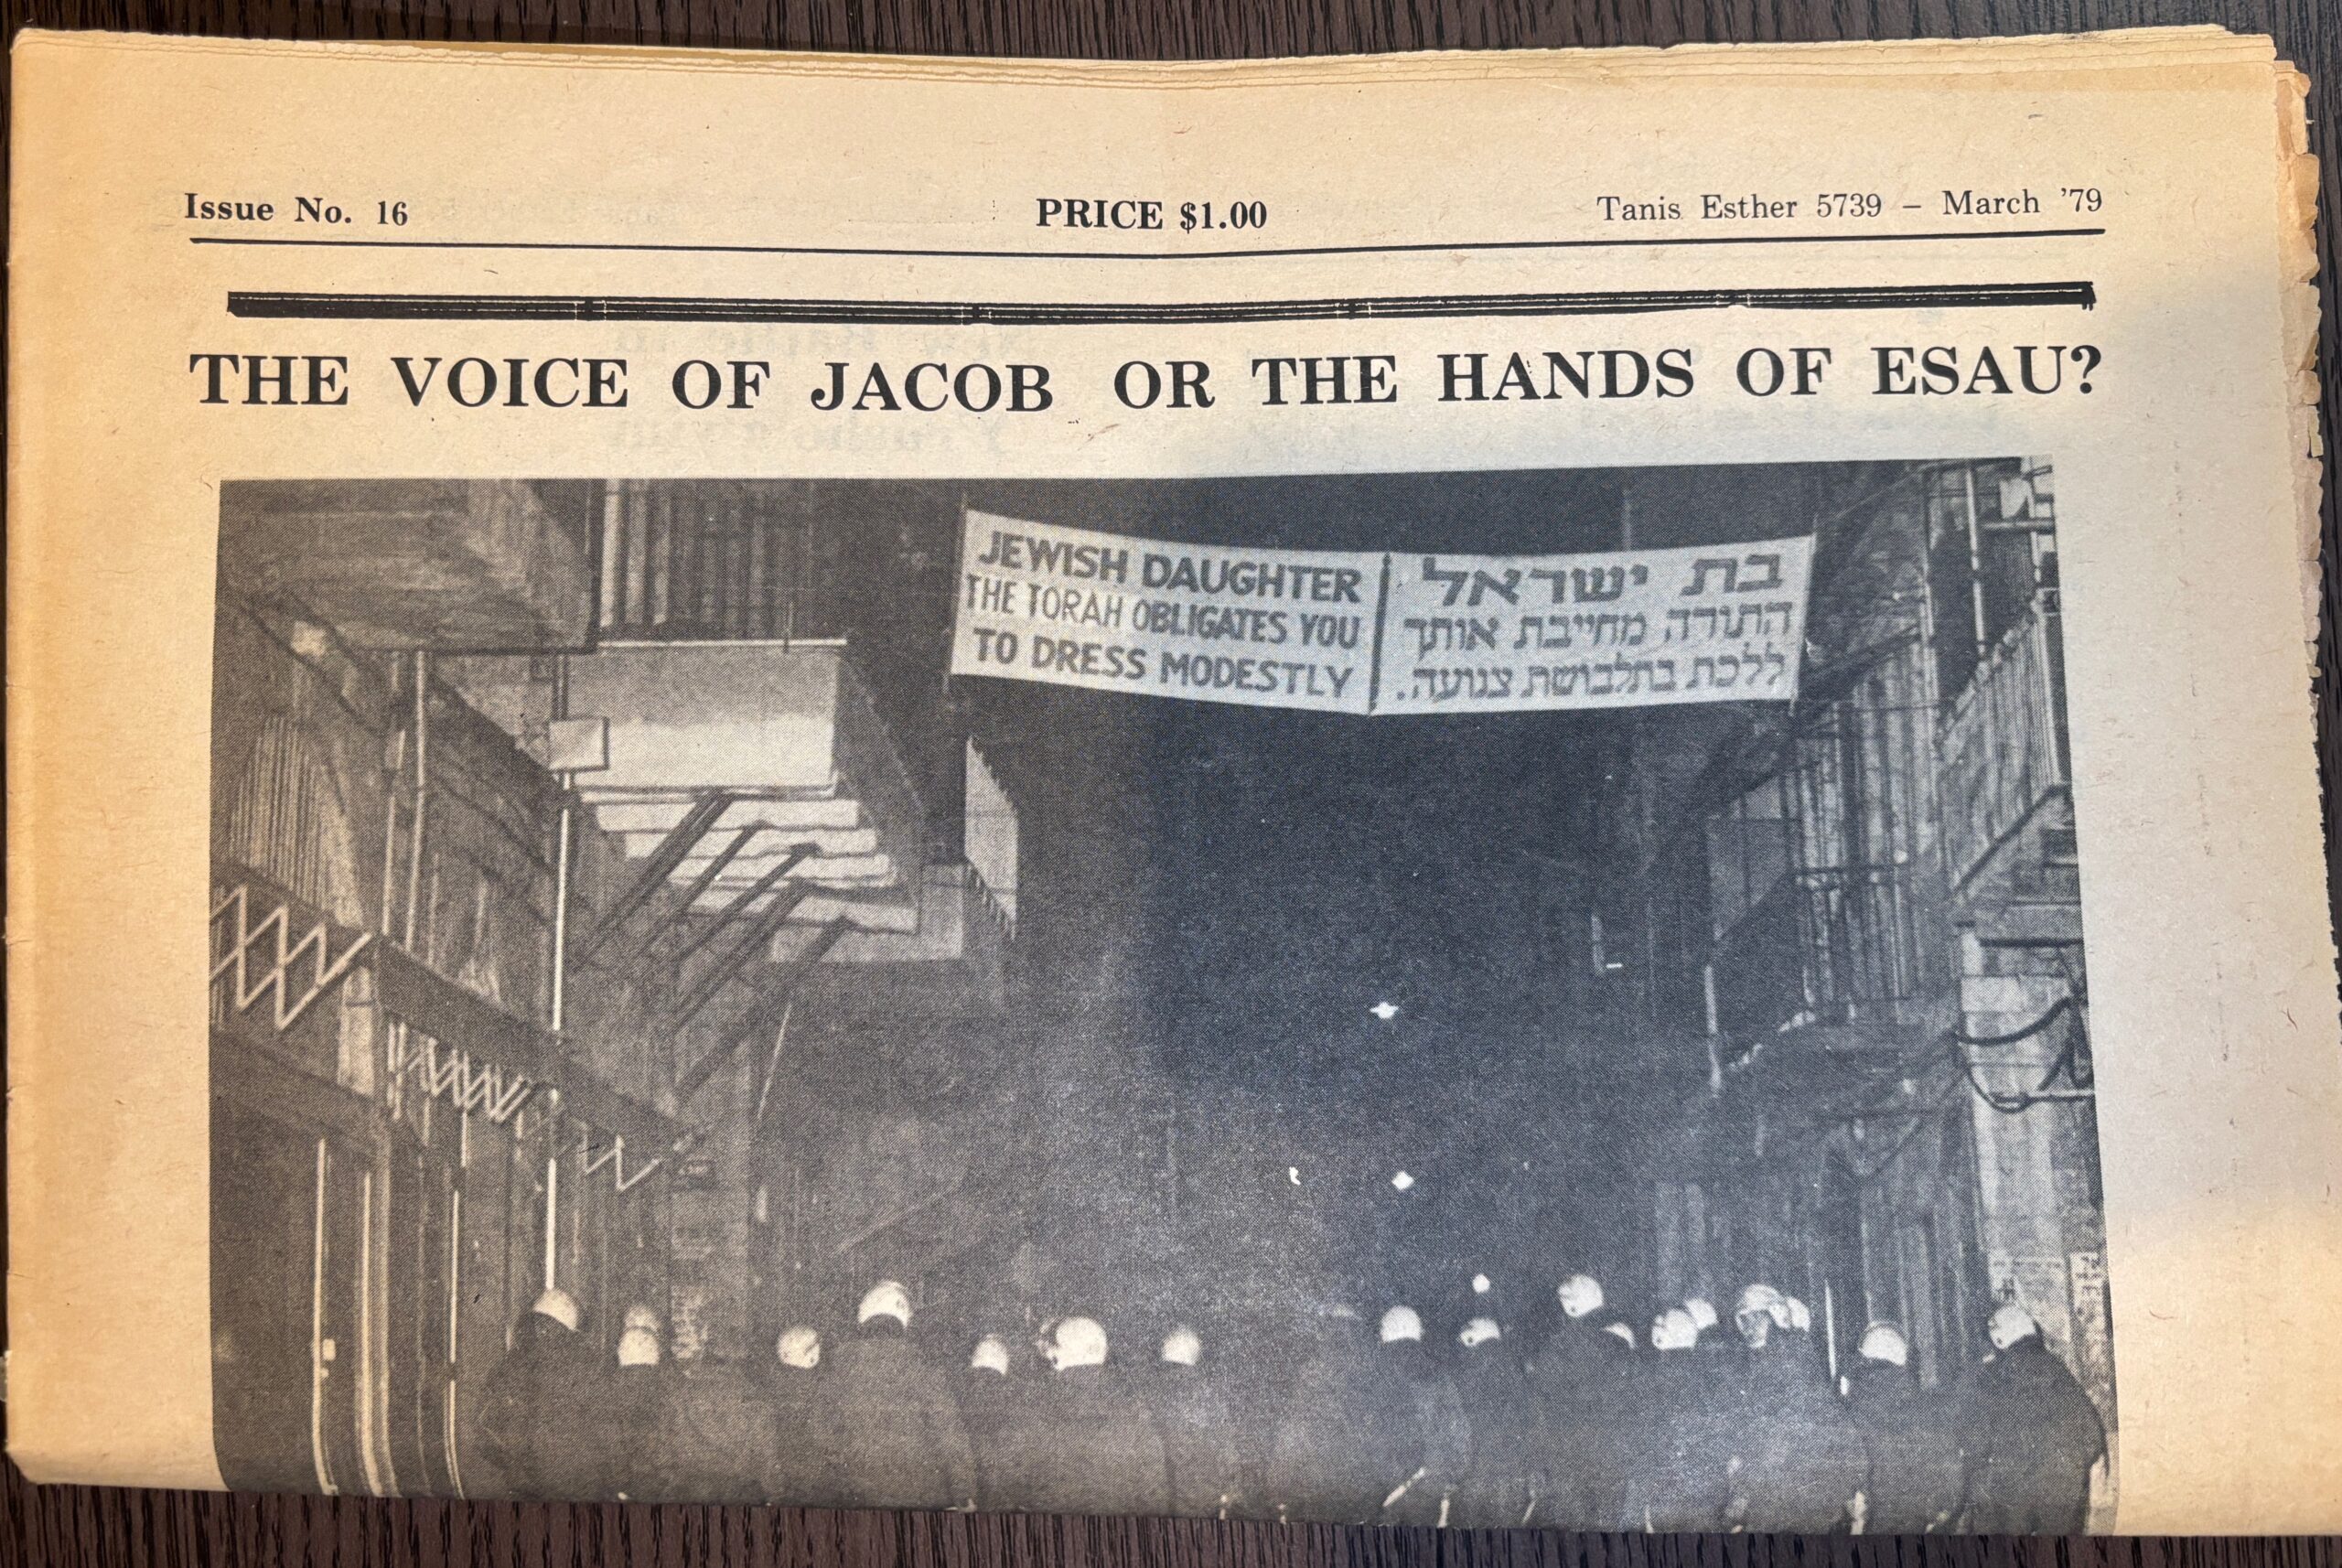 Issue No. 16 PRICE $1.00 Tanis Esther 5739 – March '79
THE VOICE OF JACOB OR THE HANDS OF ESAU?
JEWISH DAUGHTER
THE TORAH OBLIGATES YOU
TO DRESS MODESTLY
בת ישראל
התורה מחייבת אותך
ללכת בתלבושת צנועה.